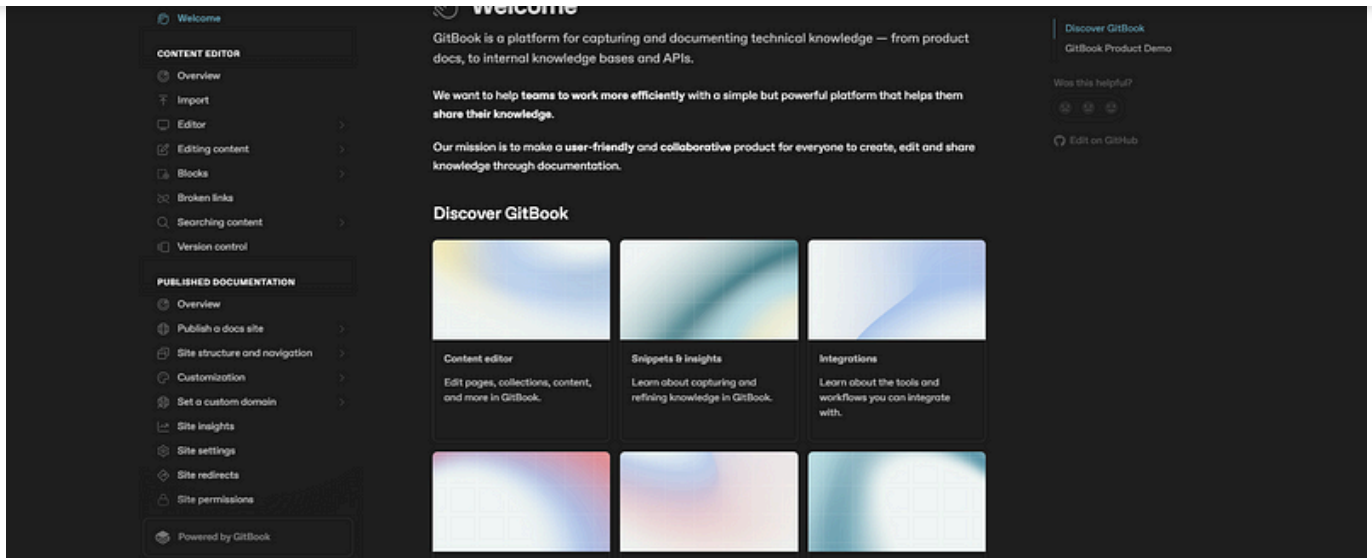 Welcome
CONTENT EDITOR
Overview
Import
Editor
Editing content
Blocks
Broken links
Searching content
Version control
PUBLISHED DOCUMENTATION
Overview
Publish a docs site
Site structure and navigation
Customization
Set a custom domain
Site insights
Site settings
Site redirects
Site permissions
Powered by GitBook
Welcome
GitBook is a platform for capturing and documenting technical knowledge — from product
docs, to internal knowledge bases and APIs.
We want to help teams to work more efficiently with a simple but powerful platform that helps them
share their knowledge.
Our mission is to make a user-friendly and collaborative product for everyone to create, edit and share
knowledge through documentation.
Discover GitBook
Content editor
Edit pages, collections, content,
and more in GitBook.
Snippets & insights
Learn about capturing and
refining knowledge in GitBook.
Integrations
Learn about the tools and
workflows you can integrate
with.
Discover GitBook
GitBook Product Demo
Was this helpful?
Edit on GitHub